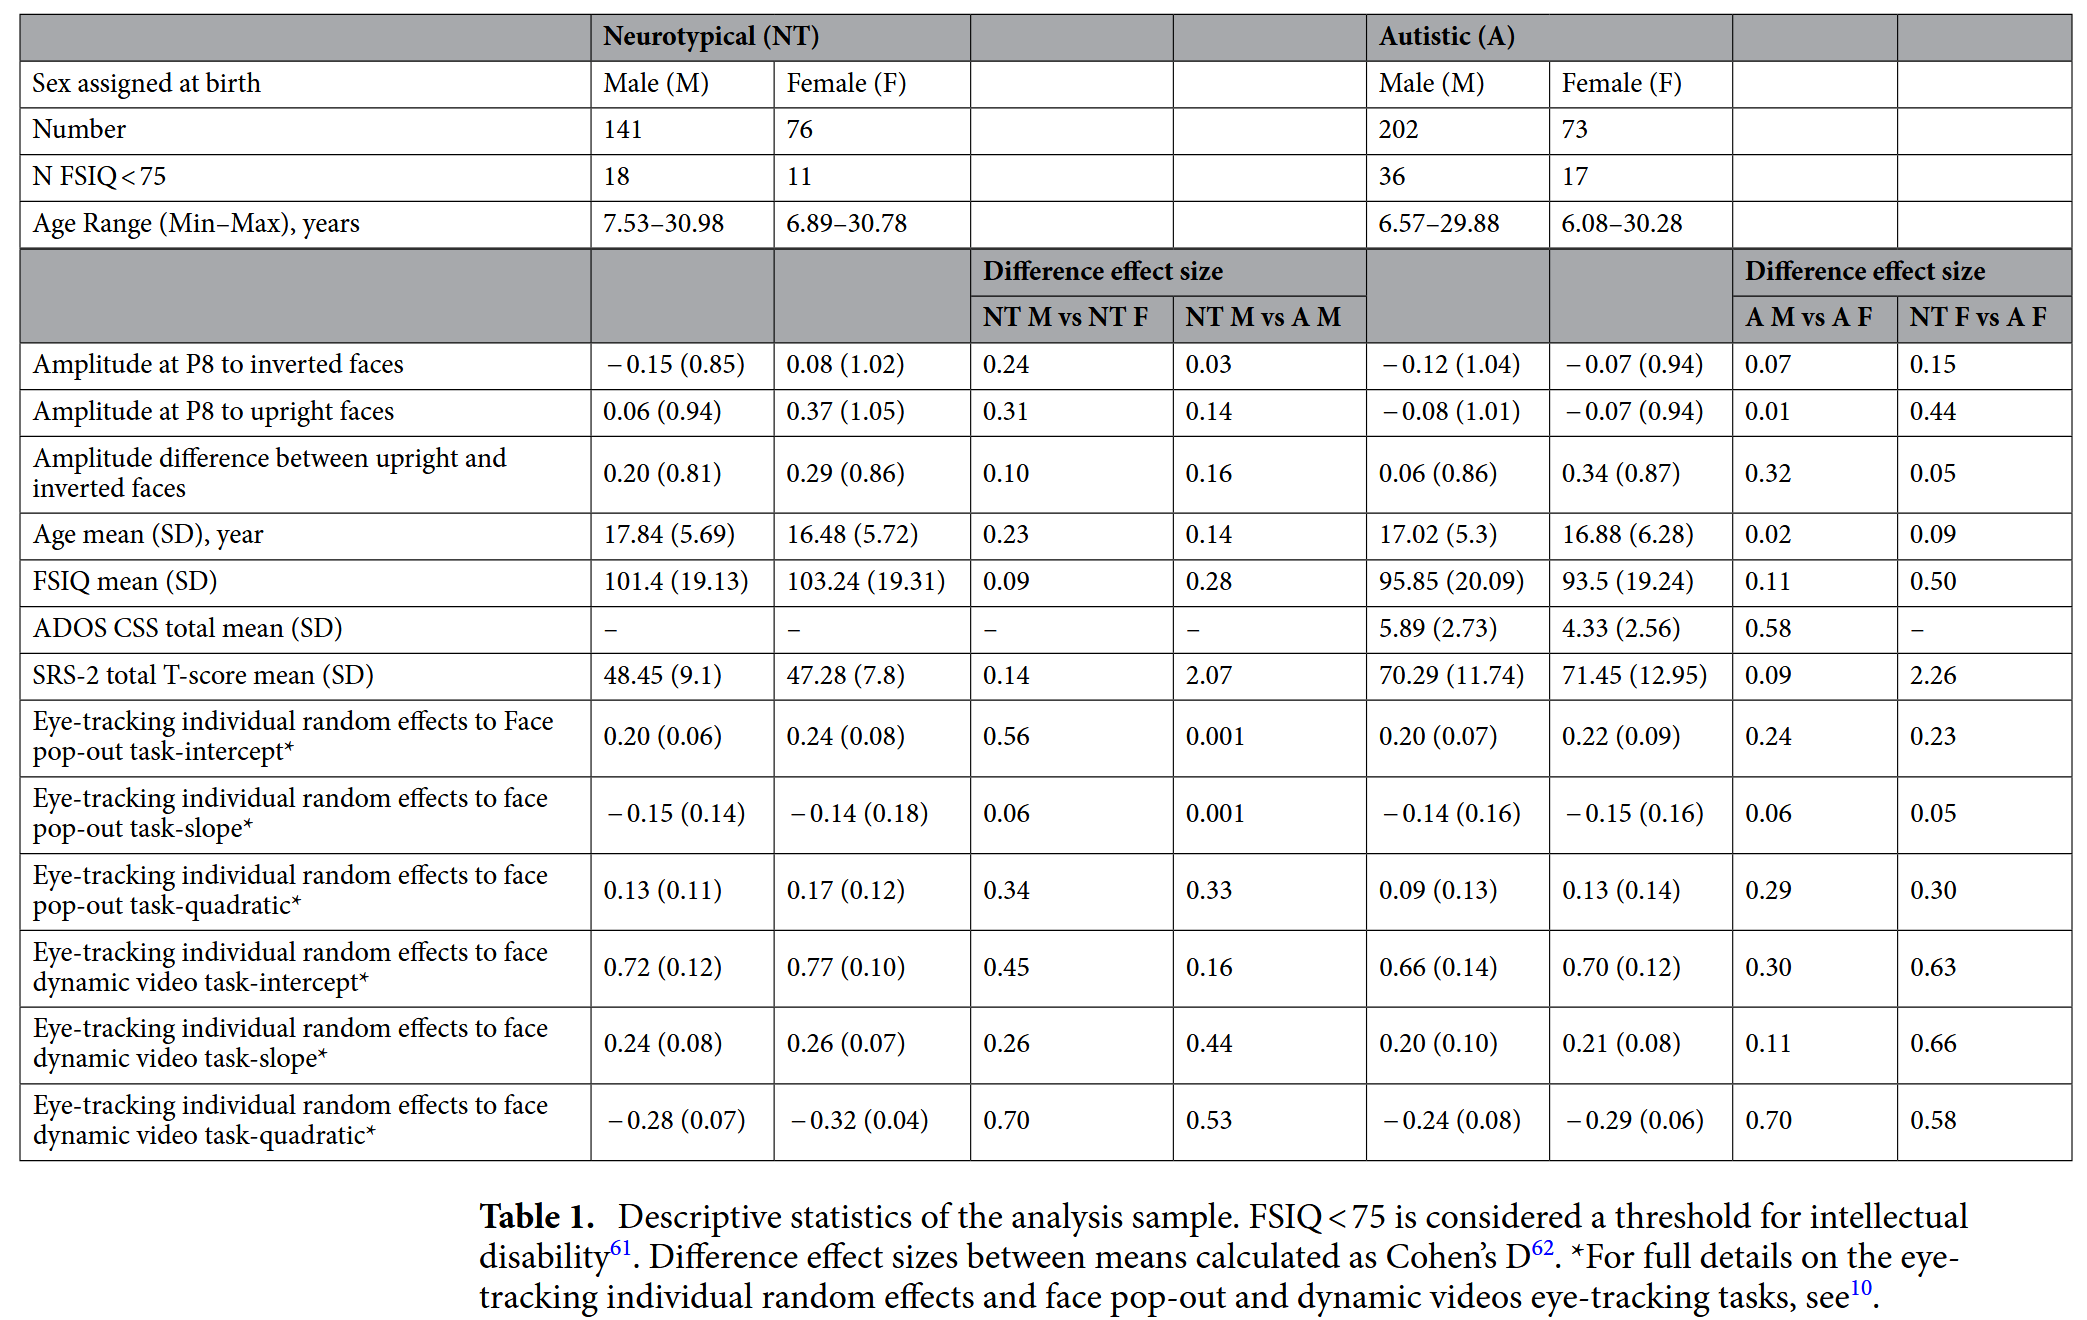 Neurotypical (NT) Autistic (A)
Sex assigned at birth Male (M) Female (F) Male (M) Female (F)
Number 141 76 202 73
N FSIQ < 75 18 11 36 17
Age Range (Min–Max), years 7.53–30.98 6.89–30.78 6.57–29.88 6.08–30.28
Difference effect size Difference effect size
NT M vs NT F NT M vs A M A M vs A F NT F vs A F
Amplitude at P8 to inverted faces −0.15 (0.85) 0.08 (1.02) 0.24 0.03 −0.12 (1.04) −0.07 (0.94) 0.07 0.15
Amplitude at P8 to upright faces 0.06 (0.94) 0.37 (1.05) 0.31 0.14 −0.08 (1.01) −0.07 (0.94) 0.01 0.44
Amplitude difference between upright and
inverted faces 0.20 (0.81) 0.29 (0.86) 0.10 0.16 0.06 (0.86) 0.34 (0.87) 0.32 0.05
Age mean (SD), year 17.84 (5.69) 16.48 (5.72) 0.23 0.14 17.02 (5.3) 16.88 (6.28) 0.02 0.09
FSIQ mean (SD) 101.4 (19.13) 103.24 (19.31) 0.09 0.28 95.85 (20.09) 93.5 (19.24) 0.11 0.50
ADOS CSS total mean (SD) – – – – 5.89 (2.73) 4.33 (2.56) 0.58 –
SRS-2 total T-score mean (SD) 48.45 (9.1) 47.28 (7.8) 0.14 2.07 70.29 (11.74) 71.45 (12.95) 0.09 2.26
Eye-tracking individual random effects to Face
pop-out task-intercept* 0.20 (0.06) 0.24 (0.08) 0.56 0.001 0.20 (0.07) 0.22 (0.09) 0.24 0.23
Eye-tracking individual random effects to face
pop-out task-slope* −0.15 (0.14) −0.14 (0.18) 0.06 0.001 −0.14 (0.16) −0.15 (0.16) 0.06 0.05
Eye-tracking individual random effects to face
pop-out task-quadratic* 0.13 (0.11) 0.17 (0.12) 0.34 0.33 0.09 (0.13) 0.13 (0.14) 0.29 0.30
Eye-tracking individual random effects to face
dynamic video task-intercept* 0.72 (0.12) 0.77 (0.10) 0.45 0.16 0.66 (0.14) 0.70 (0.12) 0.30 0.63
Eye-tracking individual random effects to face
dynamic video task-slope* 0.24 (0.08) 0.26 (0.07) 0.26 0.44 0.20 (0.10) 0.21 (0.08) 0.11 0.66
Eye-tracking individual random effects to face
dynamic video task-quadratic* −0.28 (0.07) −0.32 (0.04) 0.70 0.53 −0.24 (0.08) −0.29 (0.06) 0.70 0.58
Table 1. Descriptive statistics of the analysis sample. FSIQ < 75 is considered a threshold for intellectual
disability61. Difference effect sizes between means calculated as Cohen's D62. *For full details on the eye-
tracking individual random effects and face pop-out and dynamic videos eye-tracking tasks, see10.